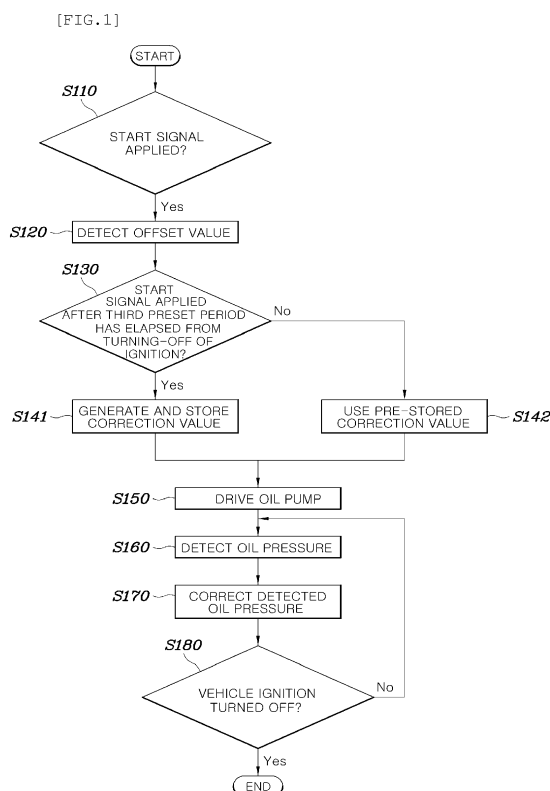 [FIG.1]
START
S110
START SIGNAL
APPLIED?
Yes
S120
DETECT OFFSET VALUE
S130
START
SIGNAL APPLIED
AFTER THIRD PRESET PERIOD
HAS ELAPSED FROM
TURNING-OFF OF
IGNITION?
No
Yes
S141
GENERATE AND STORE
CORRECTION VALUE
USE PRE-STORED
CORRECTION VALUE
S142
S150
DRIVE OIL PUMP
S160
DETECT OIL PRESSURE
S170
CORRECT DETECTED
OIL PRESSURE
S180
VEHICLE IGNITION
TURNED OFF?
No
Yes
END